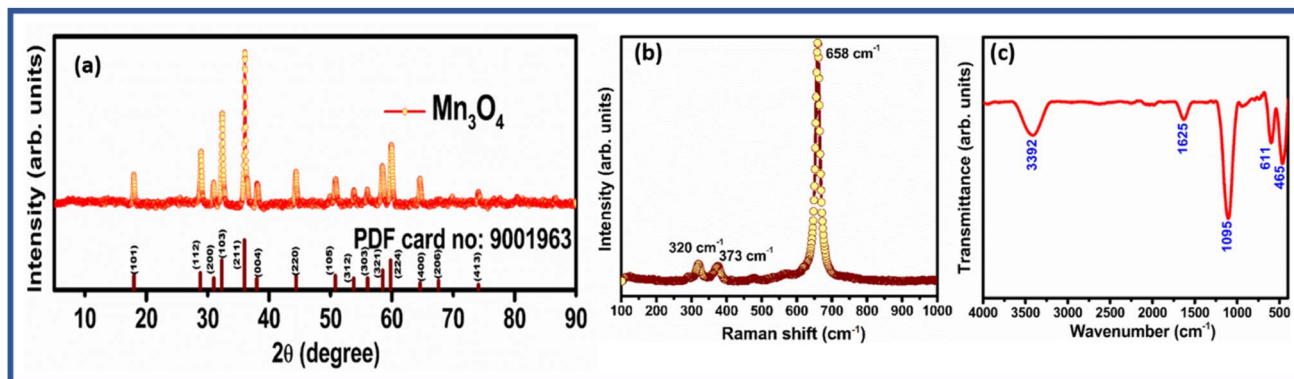 (a)
Mn₃O₄
PDF card no: 9001963
(101)
(112)
(200)
(103)
(211)
(004)
(220)
(105)
(312)
(303)
(321)
(224)
(400)
(206)
(413)
10 20 30 40 50 60 70 80 90
2θ (degree)
Intensity (arb. units)
(b)
658 cm⁻¹
320 cm⁻¹
373 cm⁻¹
100 200 300 400 500 600 700 800 900 1000
Raman shift (cm⁻¹)
Intensity (arb. units)
(c)
3392
1625
1095
611
465
4000 3500 3000 2500 2000 1500 1000 500
Wavenumber (cm⁻¹)
Transmittance (arb. units)